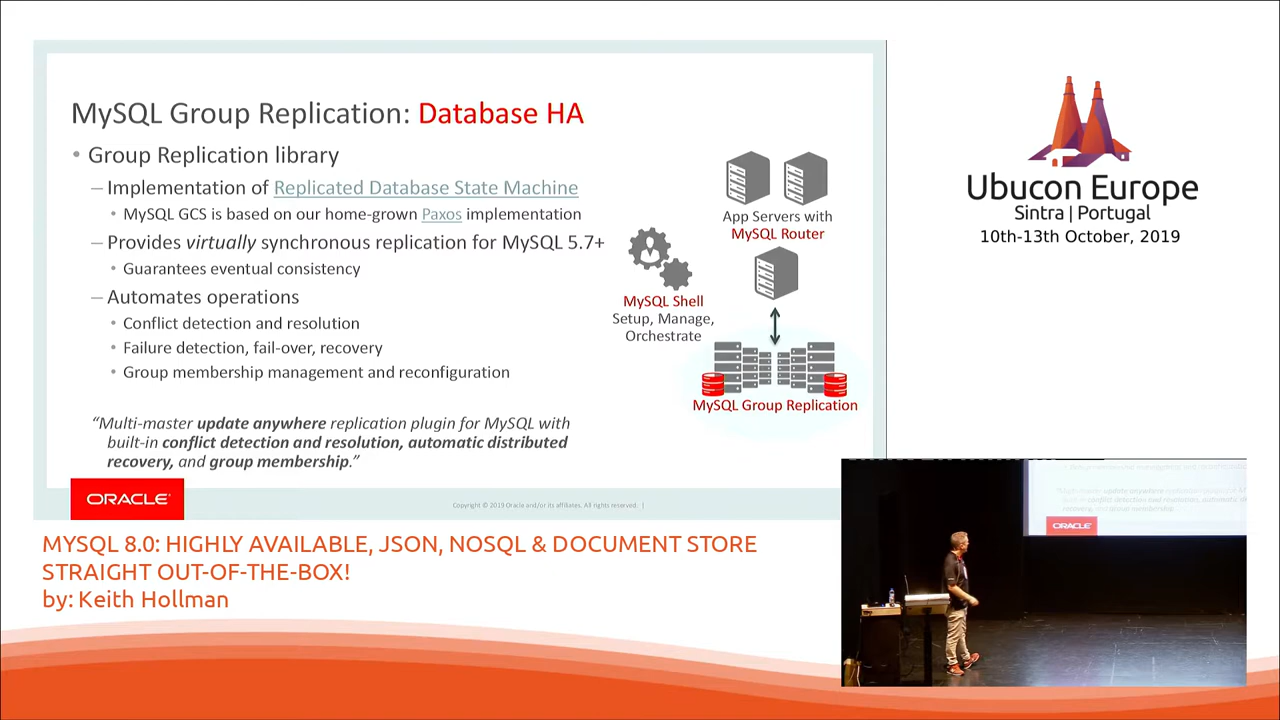 MySQL Group Replication: Database HA
• Group Replication library
– Implementation of Replicated Database State Machine
• MySQL GCS is based on our home-grown Paxos implementation
– Provides virtually synchronous replication for MySQL 5.7+
• Guarantees eventual consistency
– Automates operations
• Conflict detection and resolution
• Failure detection, fail-over, recovery
• Group membership management and reconfiguration
“Multi-master update anywhere replication plugin for MySQL with
built-in conflict detection and resolution, automatic distributed
recovery, and group membership.”
App Servers with
MySQL Router
MySQL Shell
Setup, Manage,
Orchestrate
MySQL Group Replication
ORACLE®
Copyright © 2019 Oracle and/or its affiliates. All rights reserved. |
Ubucon Europe
Sintra | Portugal
10th-13th October, 2019
MYSQL 8.0: HIGHLY AVAILABLE, JSON, NOSQL & DOCUMENT STORE
STRAIGHT OUT-OF-THE-BOX!
by: Keith Hollman
update anywhere
ORACLE